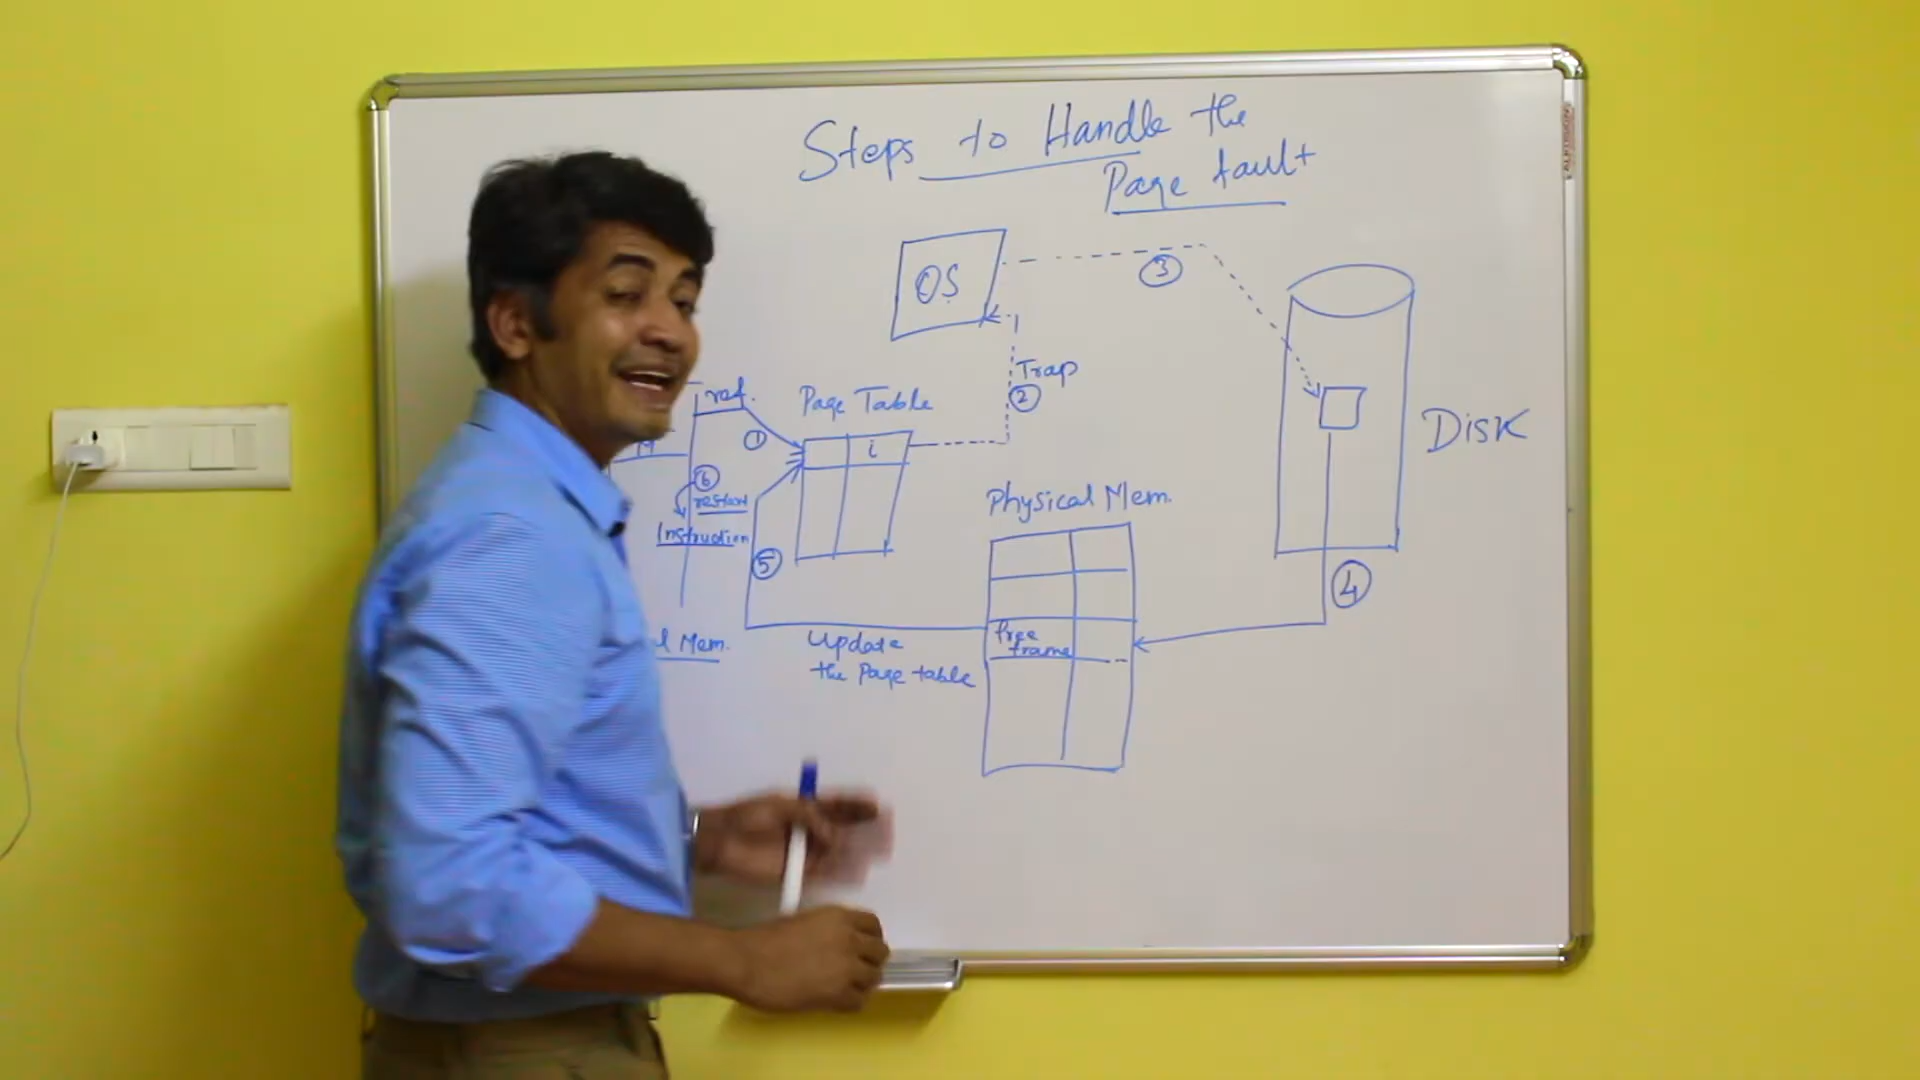 Steps to Handle the
Page fault
OS
3
Trap
2
ref.
1
Page Table
i
M
6
restart
Instruction
5
Physical Mem.
Disk
4
free
frame
Mem.
Update
the Page table